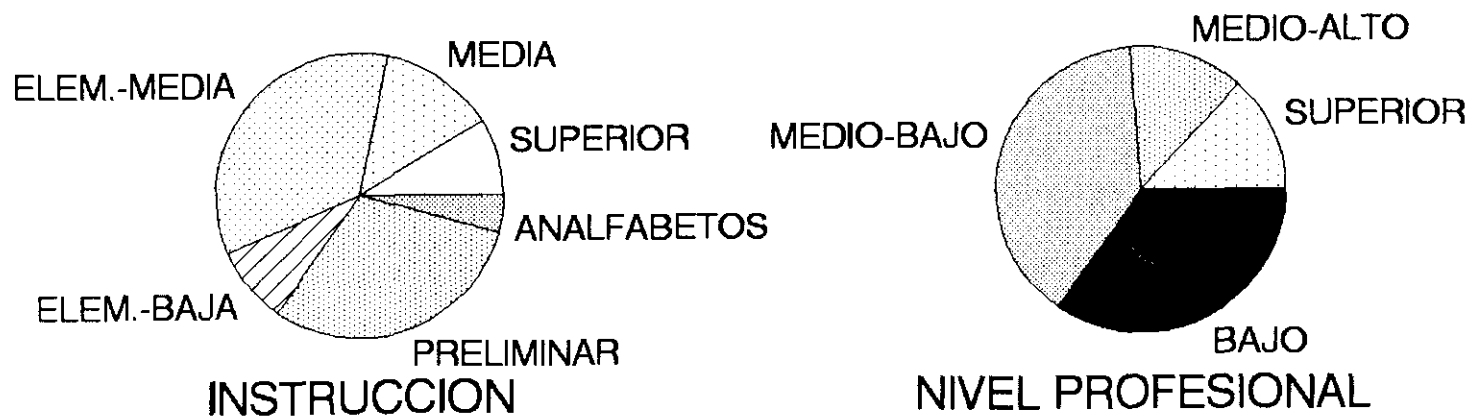 MEDIA
ELEM.-MEDIA
SUPERIOR
ANALFABETOS
ELEM.-BAJA
PRELIMINAR
INSTRUCCION
MEDIO-ALTO
SUPERIOR
MEDIO-BAJO
BAJO
NIVEL PROFESIONAL